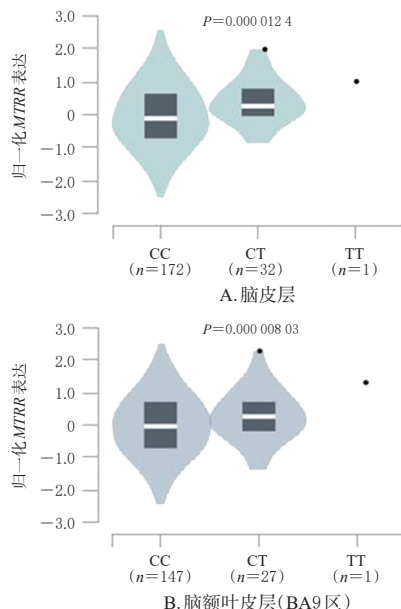 P=0.000 012 4
3.0
2.0
1.0
0
−1.0
−2.0
−3.0
归一化MTRR表达
CC CT TT
(n=172) (n=32) (n=1)
A.脑皮层
P=0.000 008 03
3.0
2.0
1.0
0
−1.0
−2.0
−3.0
归一化MTRR表达
CC CT TT
(n=147) (n=27) (n=1)
B.脑额叶皮层(BA9区)